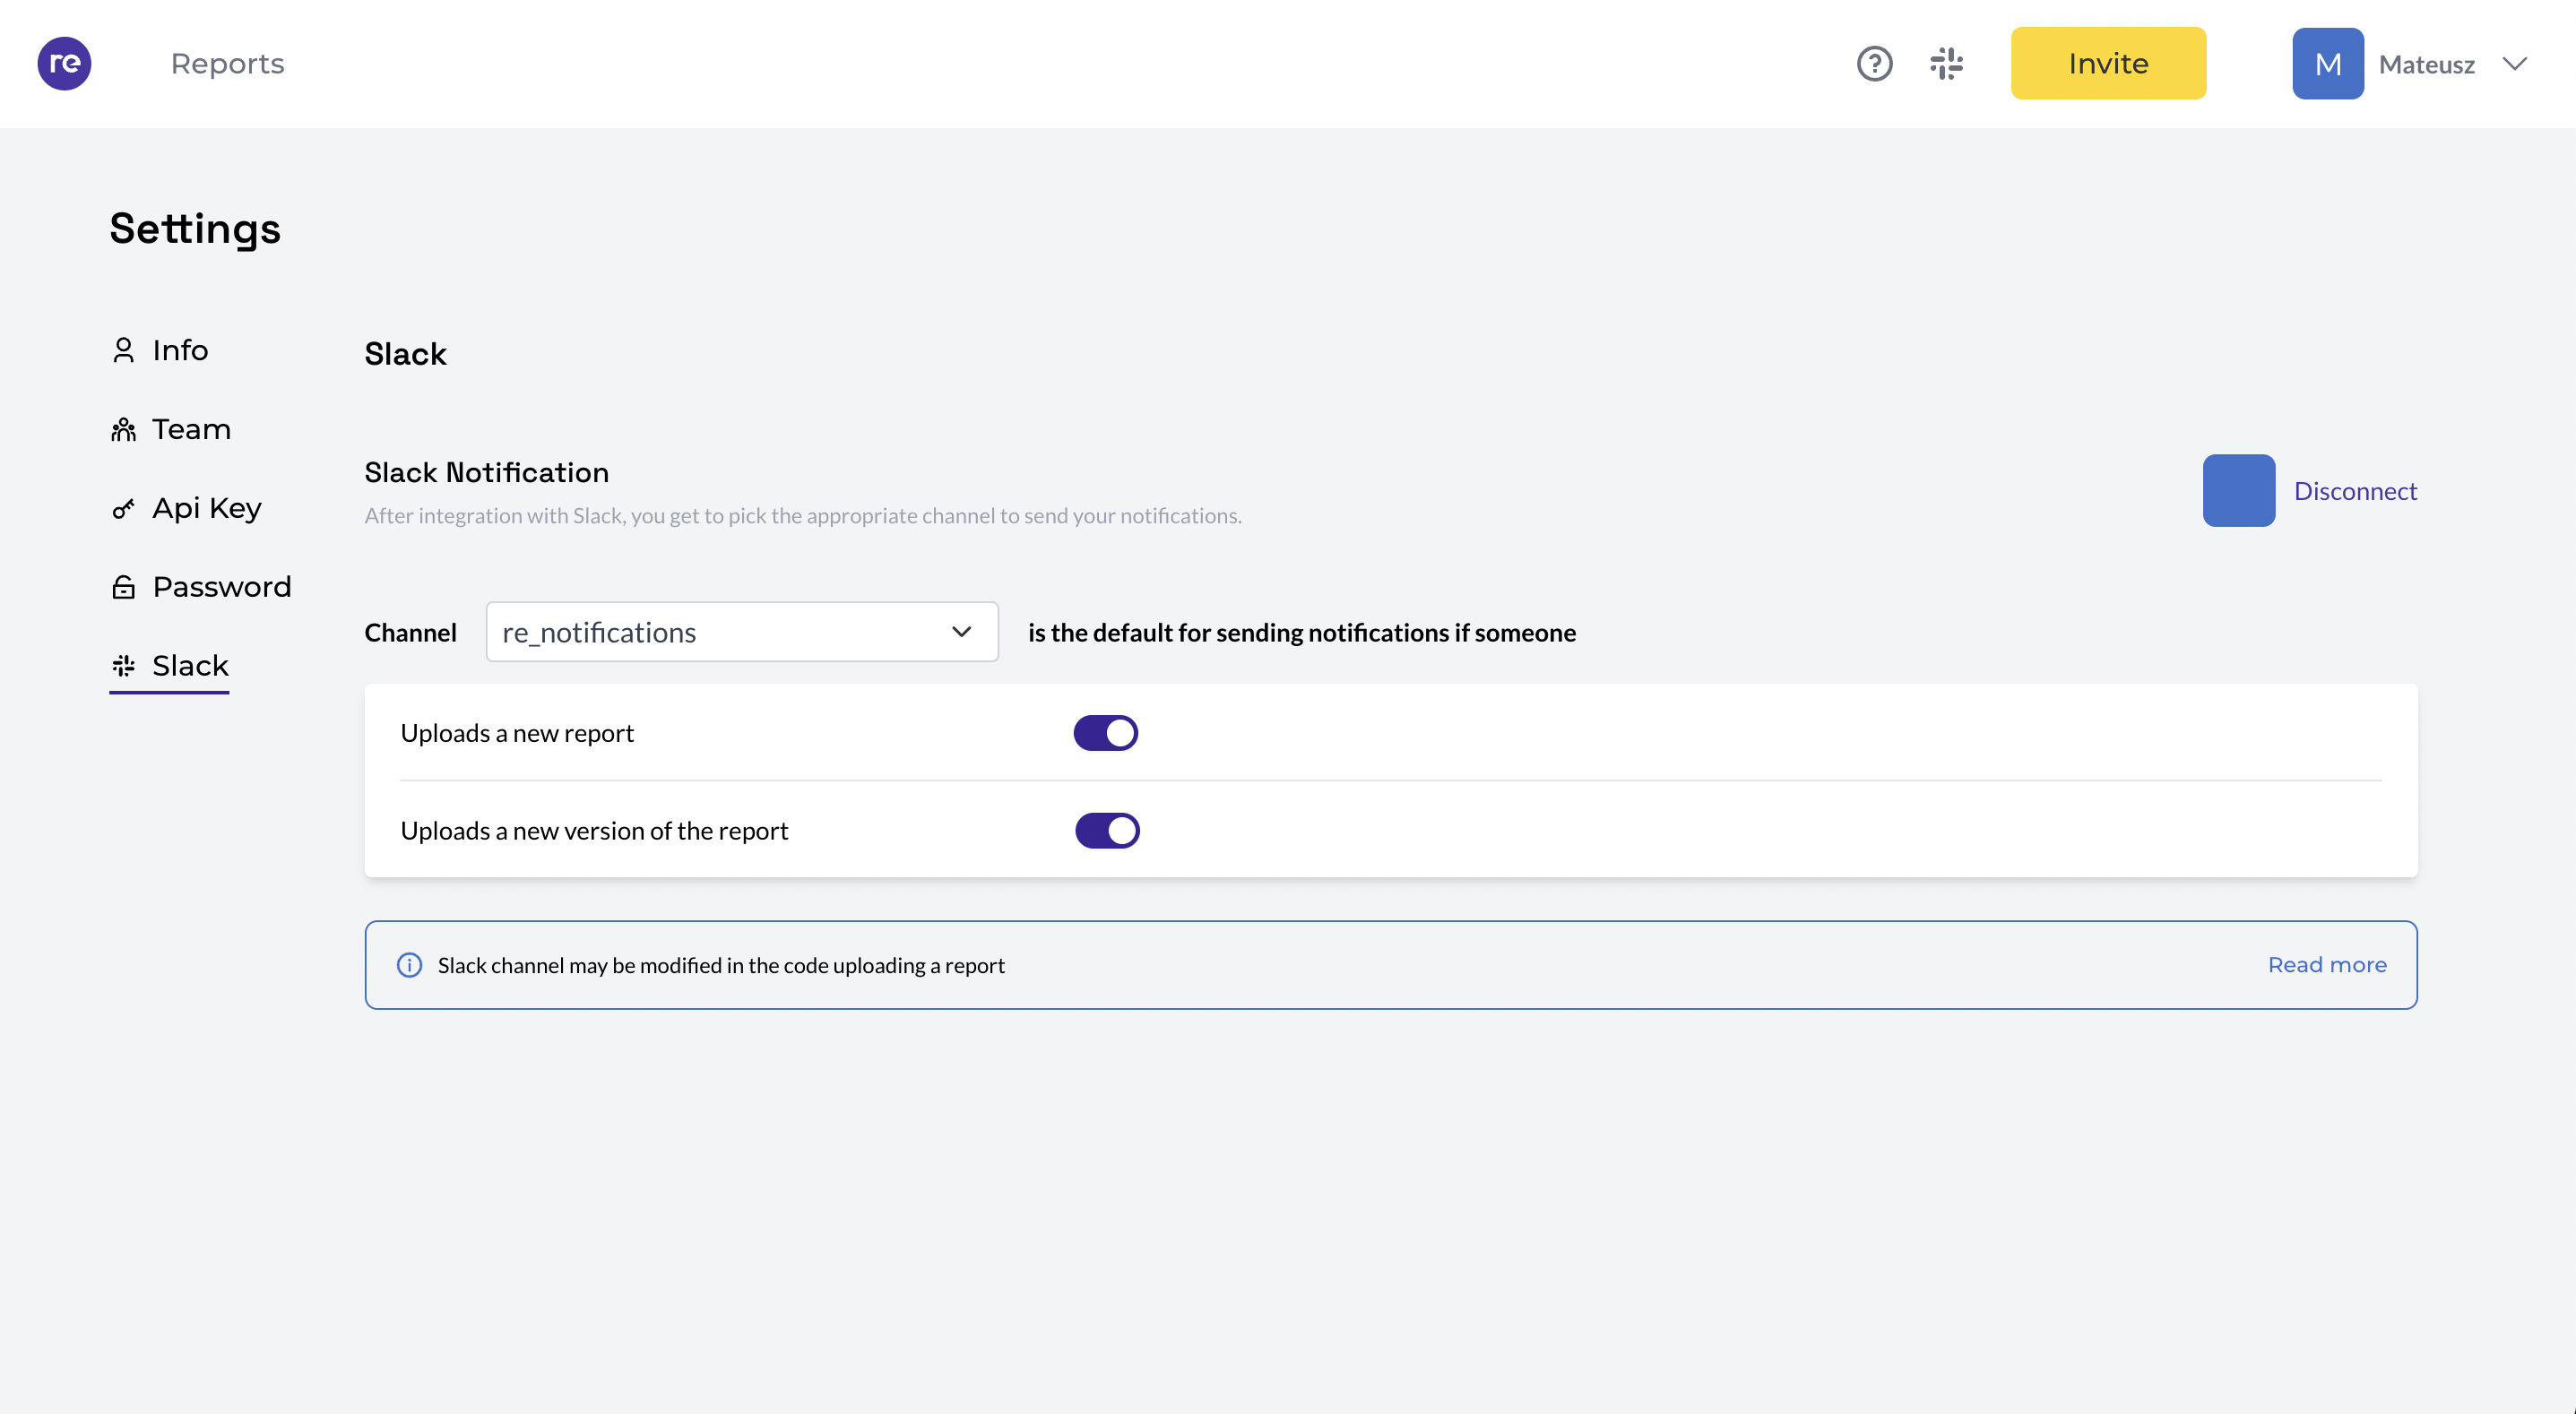 re
Reports
Invite
M
Mateusz
Settings
Info
Team
Api Key
Password
Slack
Slack
Slack Notification
After integration with Slack, you get to pick the appropriate channel to send your notifications.
Disconnect
Channel
re_notifications
is the default for sending notifications if someone
Uploads a new report
Uploads a new version of the report
Slack channel may be modified in the code uploading a report
Read more